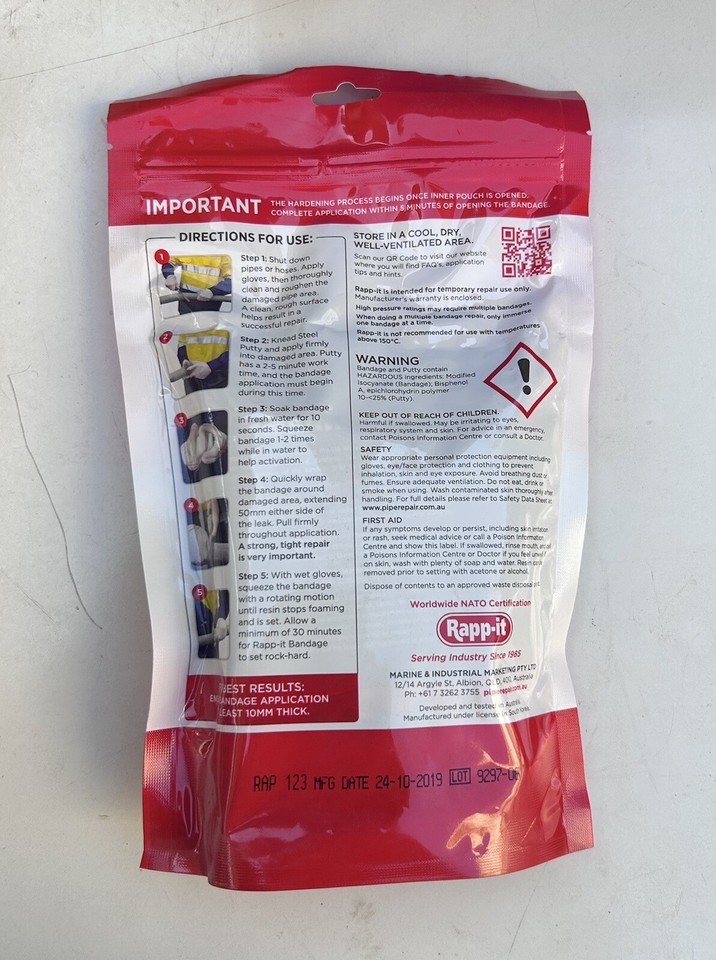 IMPORTANT
THE HARDENING PROCESS BEGINS ONCE INNER POUCH IS OPENED.
COMPLETE APPLICATION WITHIN 5 MINUTES OF OPENING THE BANDAGE.
DIRECTIONS FOR USE:
1
Step 1: Shut down
pipes or hoses. Apply
gloves, then thoroughly
clean and roughen the
damaged pipe area.
A clean, rough surface
helps result in a
successful repair.
2
Step 2: Knead Steel
Putty and apply firmly
into damaged area. Putty
has a 2-5 minute work
time, and the bandage
application must begin
during this time.
3
Step 3: Soak bandage
in fresh water for 10
seconds. Squeeze
bandage 1-2 times
while in water to
help activation.
4
Step 4: Quickly wrap
the bandage around
damaged area, extending
50mm either side of
the leak. Pull firmly
throughout application.
A strong, tight repair
is very important.
5
Step 5: With wet gloves,
squeeze the bandage
with a rotating motion
until resin stops foaming
and is set. Allow a
minimum of 30 minutes
for Rapp-it Bandage
to set rock-hard.
BEST RESULTS:
BANDAGE APPLICATION
LEAST 10MM THICK.
STORE IN A COOL, DRY,
WELL-VENTILATED AREA.
Scan our QR Code to visit our website
where you will find FAQ's, application
tips and hints.
Rapp-it is intended for temporary repair use only.
Manufacturer's warranty is enclosed.
High pressure ratings may require multiple bandages.
When doing a multiple bandage repair, only immerse
one bandage at a time.
Rapp-it is not recommended for use with temperatures
above 150°C.
WARNING
Bandage and Putty contain
HAZARDOUS ingredients: Modified
Isocyanate (Bandage); Bisphenol
A, epichlorohydrin polymer
10-<25% (Putty).
KEEP OUT OF REACH OF CHILDREN.
Harmful if swallowed. May be irritating to eyes,
respiratory system and skin. For advice in an emergency,
contact Poisons Information Centre or consult a Doctor.
SAFETY
Wear appropriate personal protection equipment including
gloves, eye/face protection and clothing to prevent
inhalation, skin and eye exposure. Avoid breathing dust or
fumes. Ensure adequate ventilation. Do not eat, drink or
smoke when using. Wash contaminated skin thoroughly after
handling. For full details please refer to Safety Data Sheet at
www.piperepair.com.au
FIRST AID
If any symptoms develop or persist, including skin irritation
or rash, seek medical advice or call a Poison Information
Centre and show this label. If swallowed, rinse mouth, and call
a Poisons Information Centre or Doctor if you feel unwell.
on skin, wash with plenty of soap and water. Resin can be
removed prior to setting with acetone or alcohol.
Dispose of contents to an approved waste disposal
Worldwide NATO Certification
Rapp-it
Serving Industry Since 1985
MARINE & INDUSTRIAL MARKETING PTY LTD
12/14 Argyle St, Albion, QLD, 400, Australia
Ph: +61 7 3262 3755 piperepair.com.au
Developed and tested in Australia.
Manufactured under license in South Korea.
RAP 123 MFG DATE 24-10-2019 LOT 9297-